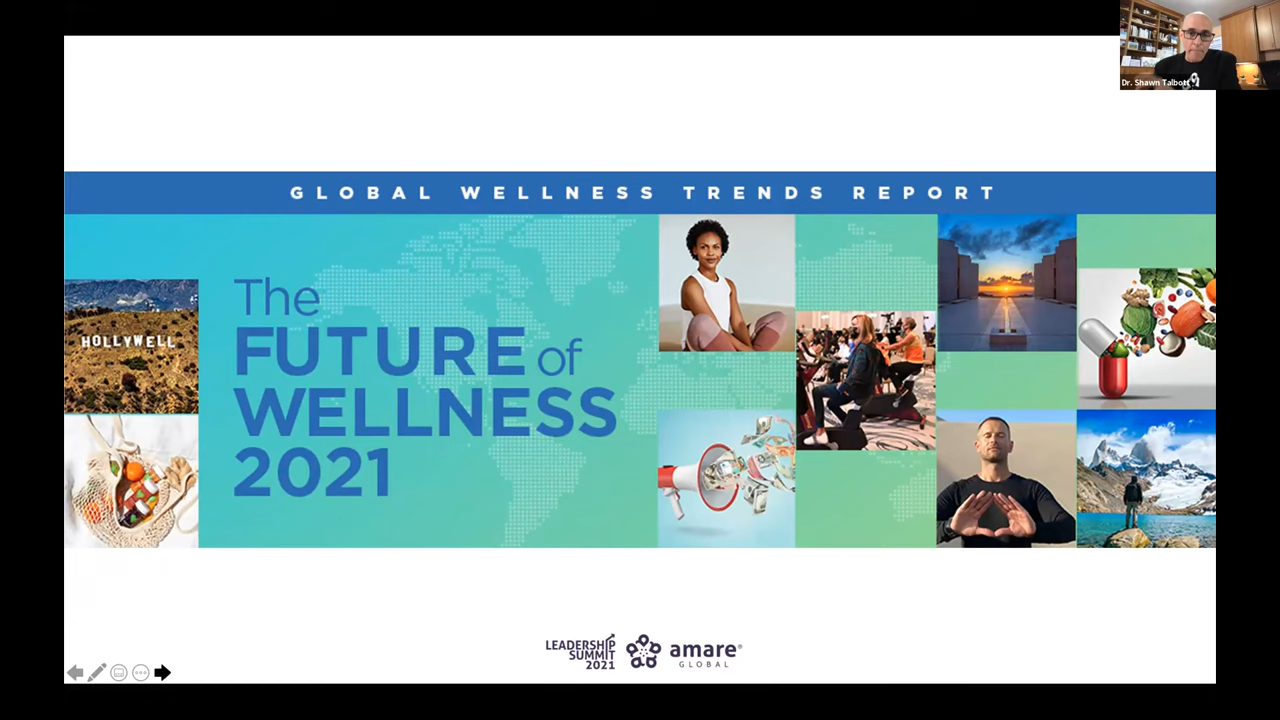 Dr. Shawn Talbott
GLOBAL WELLNESS TRENDS REPORT
HOLLYWELL
The
FUTURE of
WELLNESS
2021
LEADERSHIP
SUMMIT
2021
amare®
GLOBAL